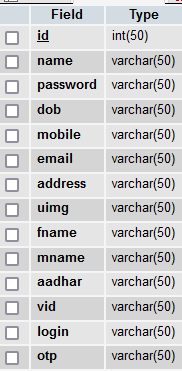 Field Type
id int(50)
name varchar(50)
password varchar(50)
dob varchar(50)
mobile varchar(50)
email varchar(50)
address varchar(50)
uimg varchar(50)
fname varchar(50)
mname varchar(50)
aadhar varchar(50)
vid varchar(50)
login varchar(50)
otp varchar(50)